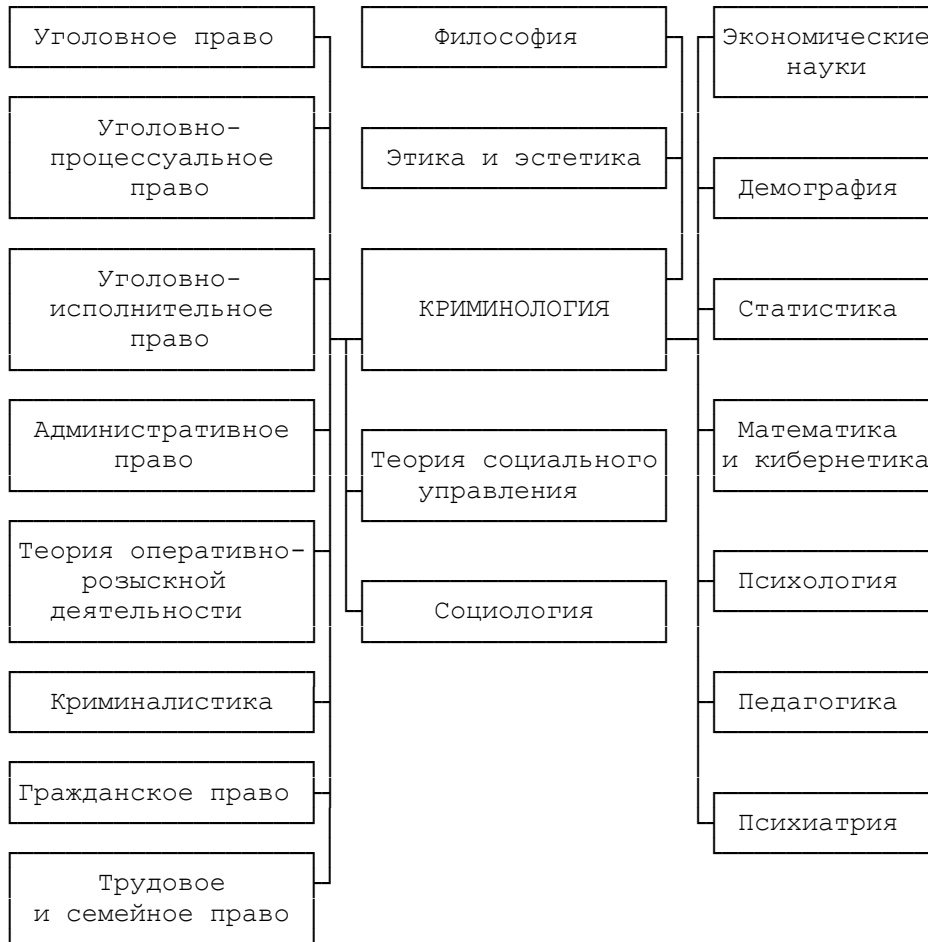 Уголовное право
Уголовно-
процессуальное
право
Уголовно-
исполнительное
право
Административное
право
Теория оперативно-
розыскной
деятельности
Криминалистика
Гражданское право
Трудовое
и семейное право
Философия
Этика и эстетика
КРИМИНОЛОГИЯ
Теория социального
управления
Социология
Экономические
науки
Демография
Статистика
Математика
и кибернетика
Психология
Педагогика
Психиатрия